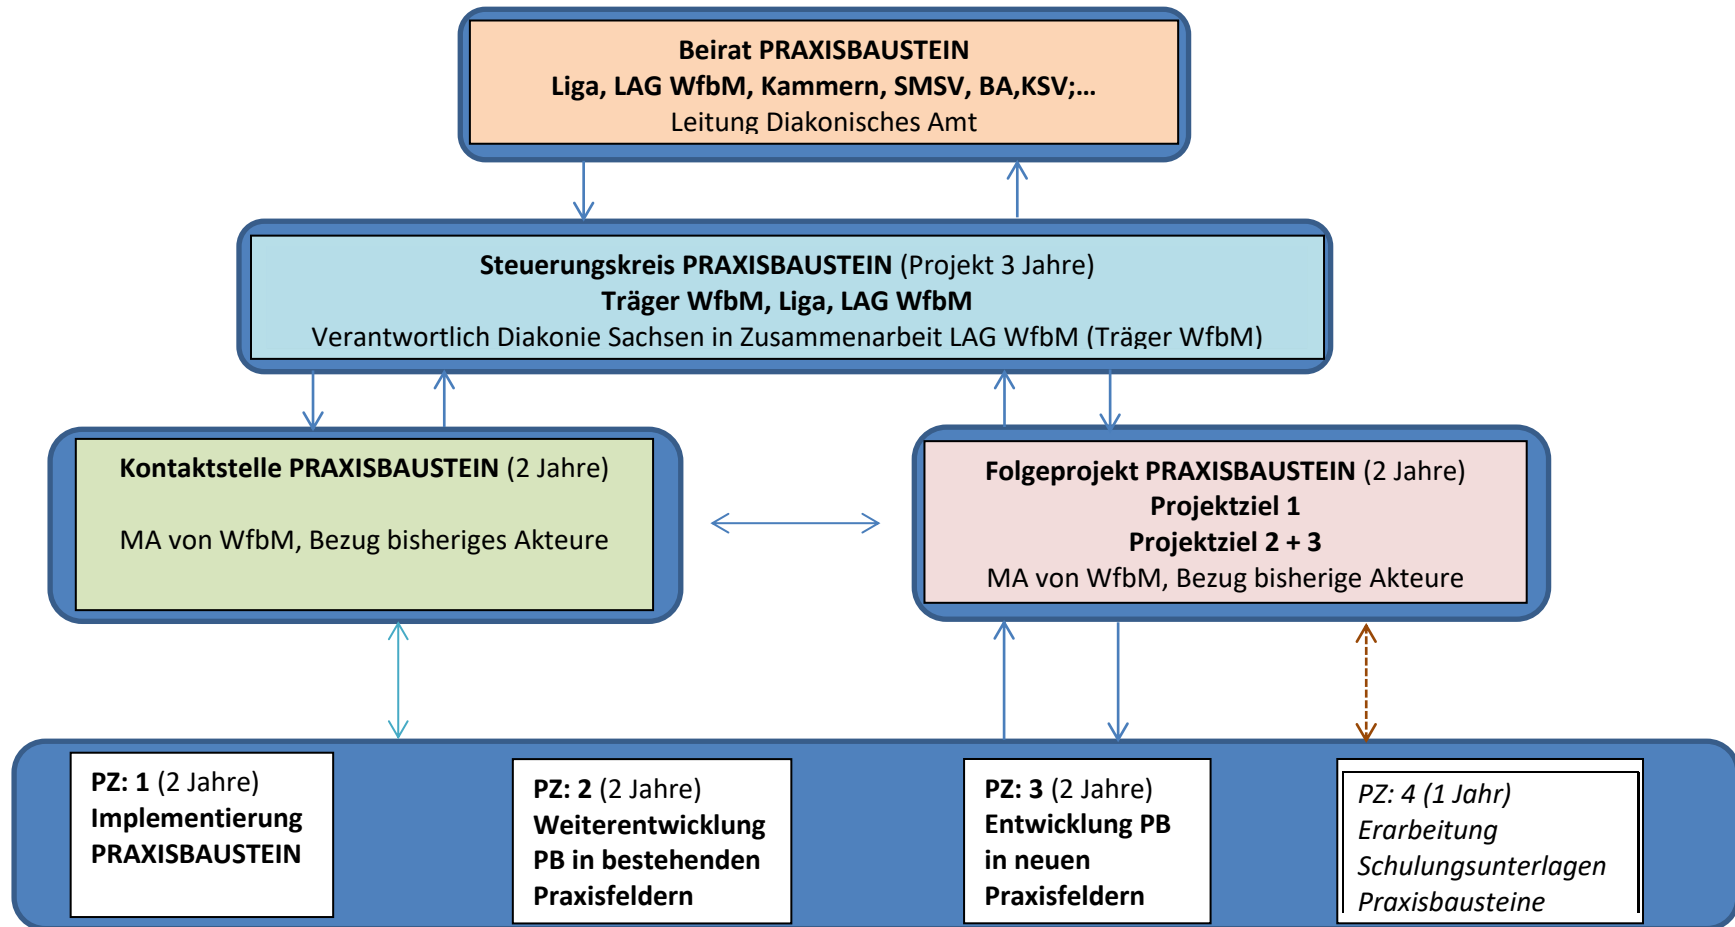 Beirat PRAXISBAUSTEIN
Liga, LAG WfbM, Kammern, SMSV, BA,KSV;…
Leitung Diakonisches Amt
Steuerungskreis PRAXISBAUSTEIN (Projekt 3 Jahre)
Träger WfbM, Liga, LAG WfbM
Verantwortlich Diakonie Sachsen in Zusammenarbeit LAG WfbM (Träger WfbM)
Kontaktstelle PRAXISBAUSTEIN (2 Jahre)
MA von WfbM, Bezug bisheriges Akteure
Folgeprojekt PRAXISBAUSTEIN (2 Jahre)
Projektziel 1
Projektziel 2 + 3
MA von WfbM, Bezug bisherige Akteure
PZ: 1 (2 Jahre)
Implementierung
PRAXISBAUSTEIN
PZ: 2 (2 Jahre)
Weiterentwicklung
PB in bestehenden
Praxisfeldern
PZ: 3 (2 Jahre)
Entwicklung PB
in neuen
Praxisfeldern
PZ: 4 (1 Jahr)
Erarbeitung
Schulungsunterlagen
Praxisbausteine